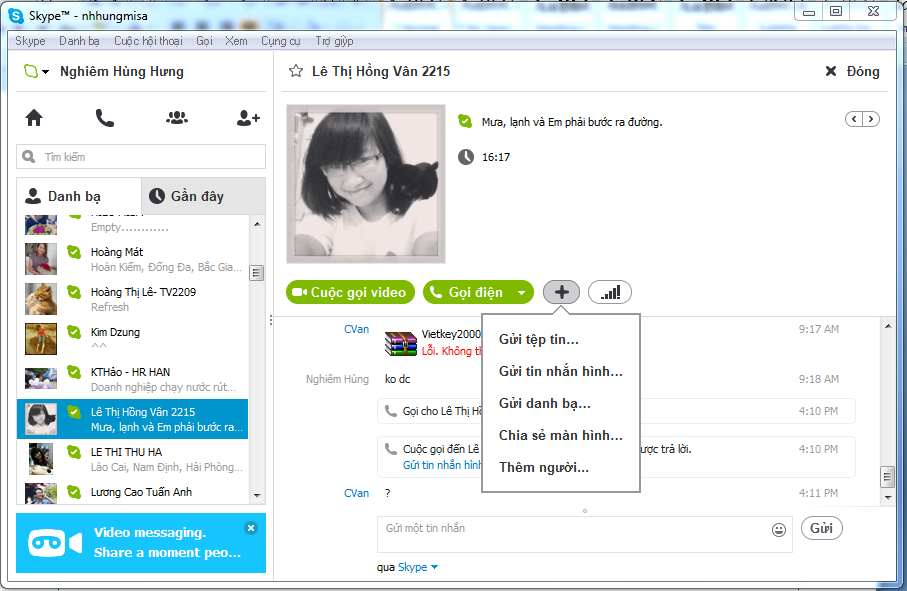 Skype™ - nhhungmisa
Skype Danh bạ Cuộc hội thoại Gọi Xem Cụng cụ Trợ giỳp
Nghiêm Hùng Hưng
Tìm kiếm
Danh bạ
Gần đây
Empty............
Hoàng Mát
Hoàn Kiếm, Đống Đa, Bắc Gia...
Hoàng Thị Lê- TV2209
Refresh
Kim Dzung
^^
KTHảo - HR HAN
Doanh nghiệp chạy nước rút...
Lê Thị Hồng Vân 2215
Mưa, lạnh và Em phải bước ra...
LE THI THU HA
Lào Cai, Nam Định, Hải Phòng...
Lương Cao Tuấn Anh
Video messaging.
Share a moment peo...
Lê Thị Hồng Vân 2215
Đóng
Mưa, lạnh và Em phải bước ra đường.
16:17
Cuộc gọi video
Gọi điện
Gửi tệp tin...
Gửi tin nhắn hình...
Gửi danh bạ...
Chia sẻ màn hình...
Thêm người...
CVan
Vietkey2000
9:17 AM
Lỗi. Không th
Nghiêm Hùng
ko dc
9:18 AM
Gọi cho Lê Thị H
4:10 PM
Cuộc gọi đến Lê
ược trả lời.
4:10 PM
Gửi tin nhắn hình
CVan
?
4:11 PM
Gửi một tin nhắn
Gửi
qua Skype